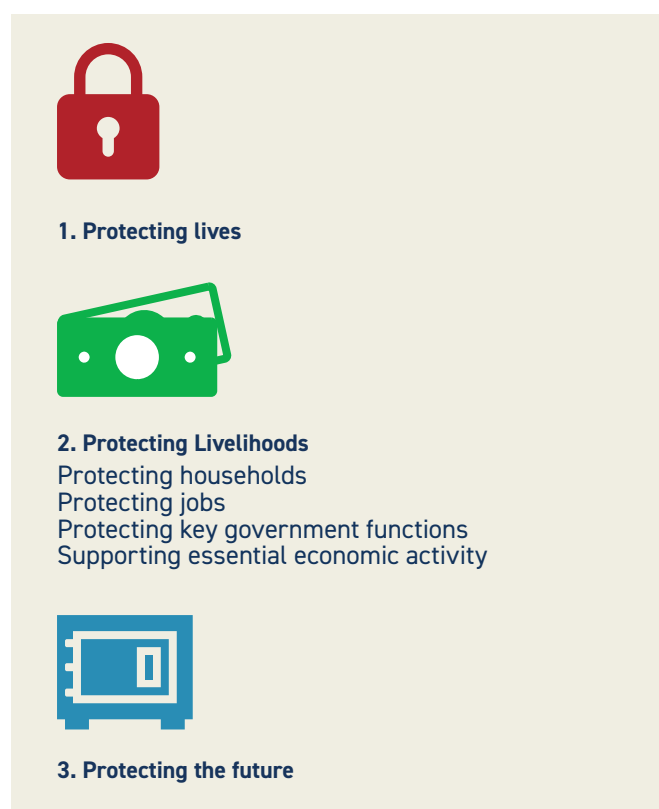 1. Protecting lives
2. Protecting Livelihoods
Protecting households
Protecting jobs
Protecting key government functions
Supporting essential economic activity
3. Protecting the future